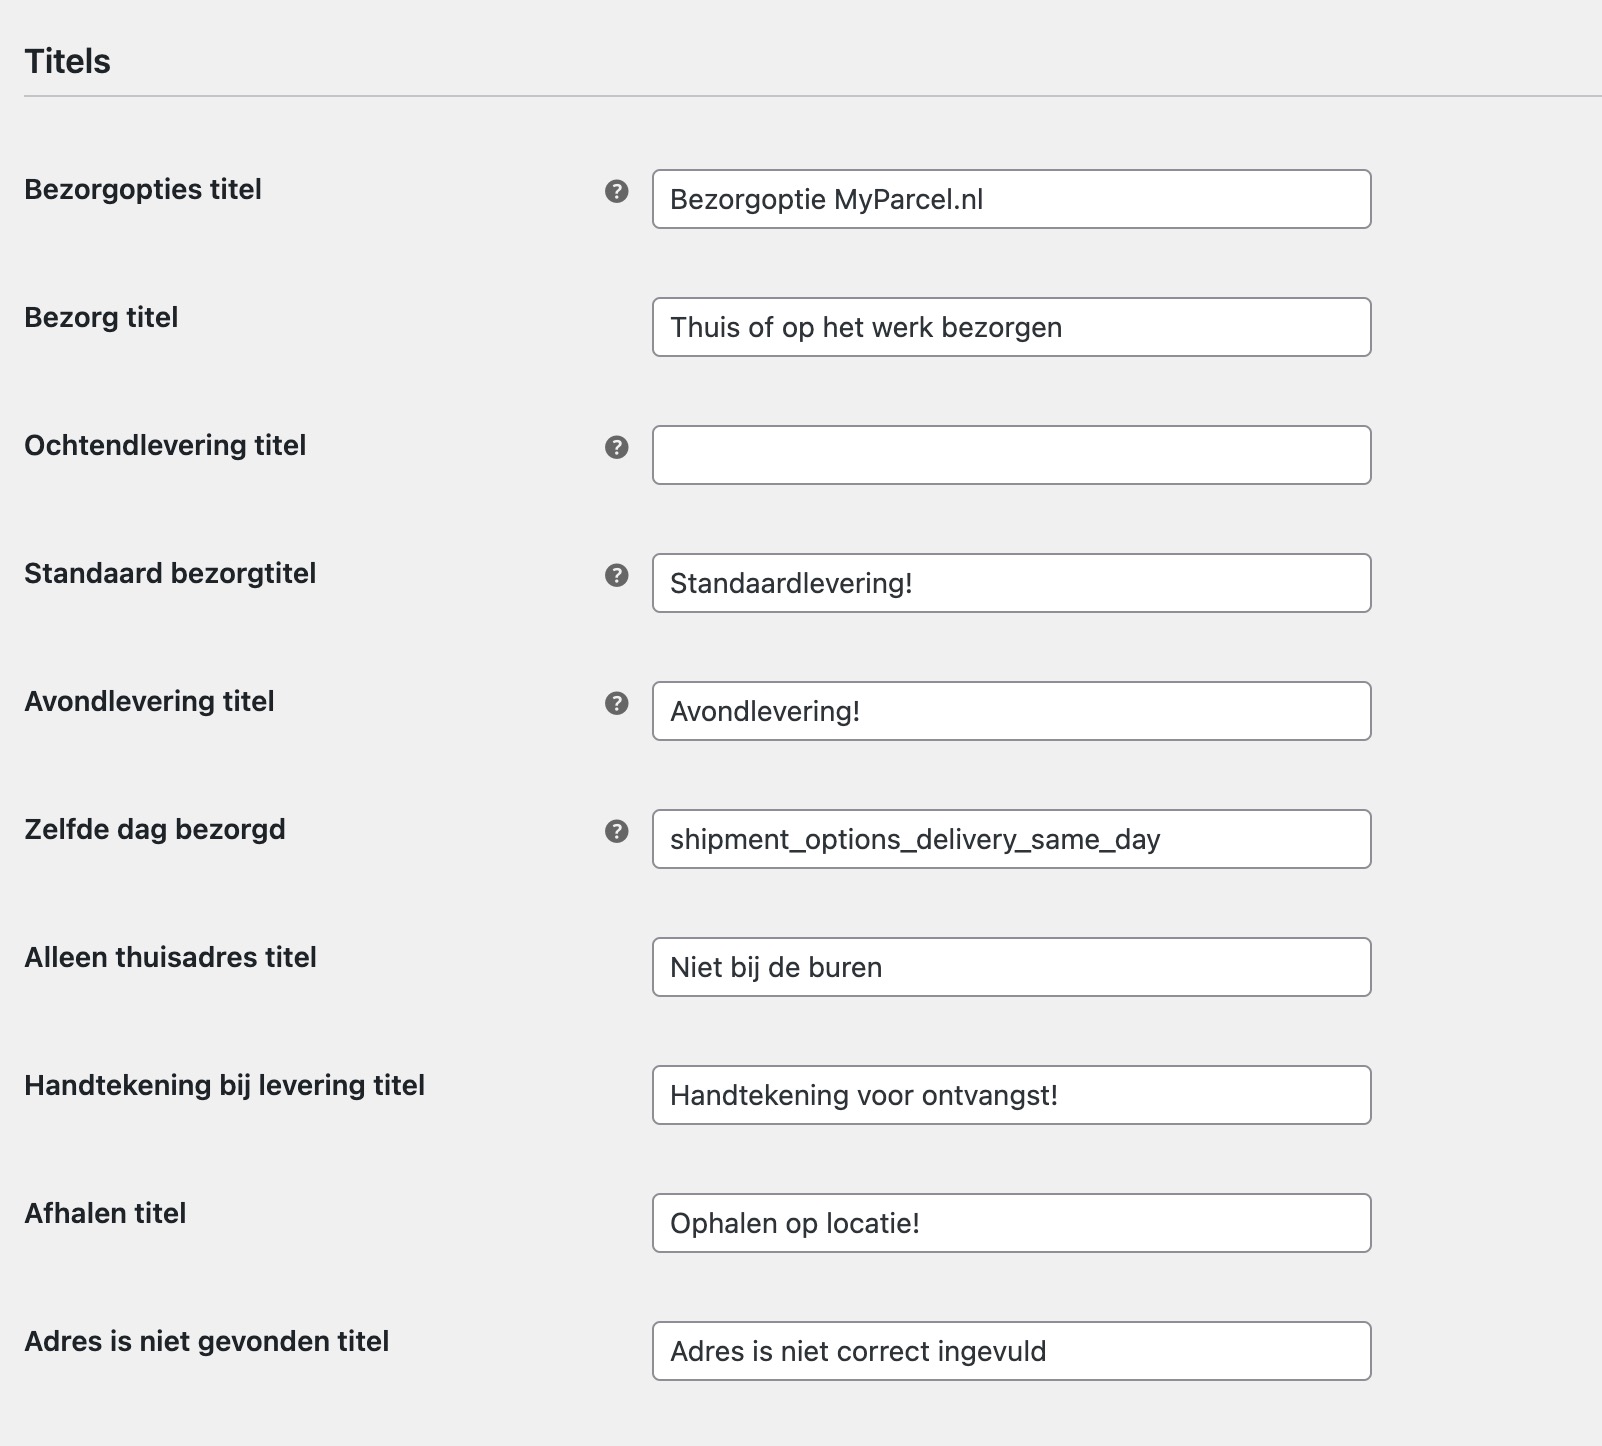 Titels
Bezorgopties titel
Bezorgoptie MyParcel.nl
Bezorg titel
Thuis of op het werk bezorgen
Ochtendlevering titel
Standaard bezorgtitel
Standaardlevering!
Avondlevering titel
Avondlevering!
Zelfde dag bezorgd
shipment_options_delivery_same_day
Alleen thuisadres titel
Niet bij de buren
Handtekening bij levering titel
Handtekening voor ontvangst!
Afhalen titel
Ophalen op locatie!
Adres is niet gevonden titel
Adres is niet correct ingevuld